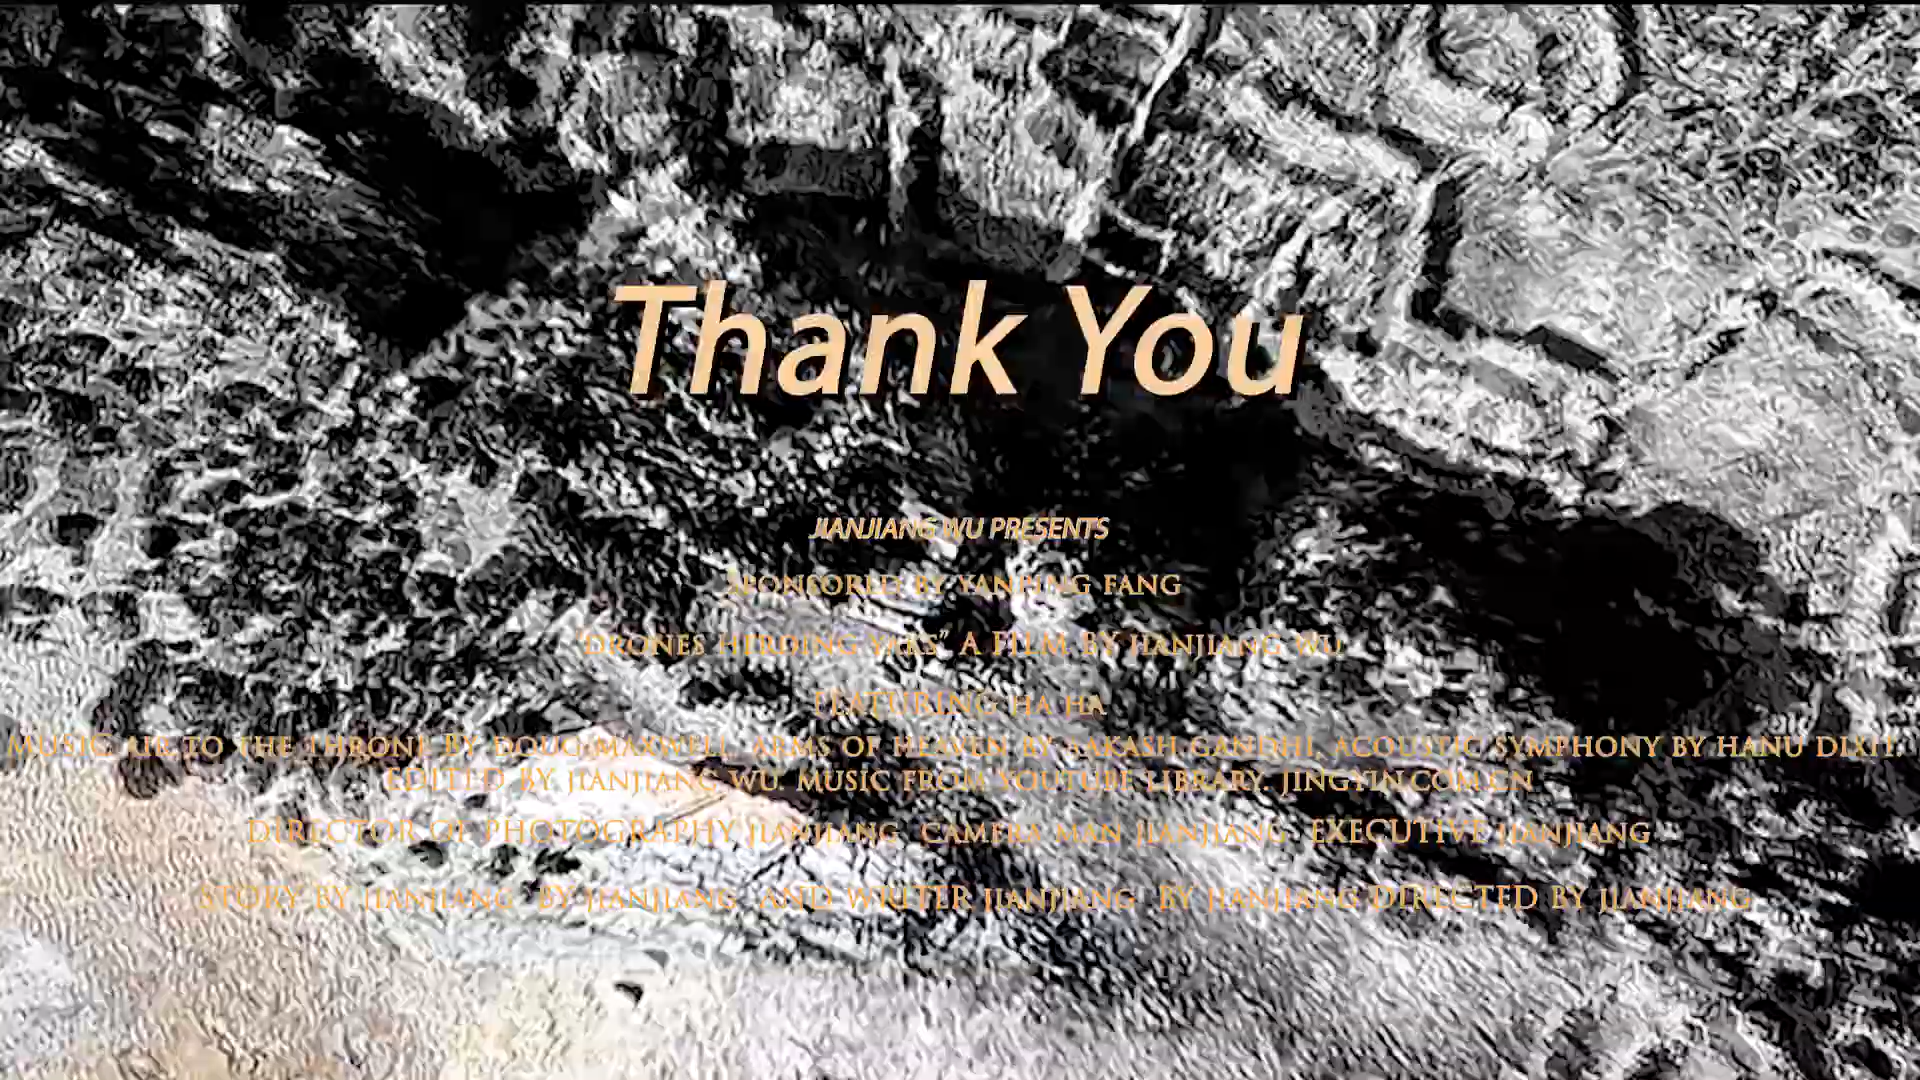 Thank You
JIANJIANG WU PRESENTS
SPONSORED BY YANPING FANG
"DRONES HERDING YAKS" A FILM BY JIANJIANG WU
FEATURING HA HA
MUSIC TO THE THRONE BY DOUG MAXWELL, ARMS OF HEAVEN BY AAKASH GANDHI, ACOUSTIC SYMPHONY BY HANU DIXIT.
EDITED BY JIANJIANG WU. MUSIC FROM YOUTUBE LIBRARY. JINGYIN.COM.CN
DIRECTOR OF PHOTOGRAPHY JIANJIANG CAMERA MAN JIANJIANG EXECUTIVE JIANJIANG
STORY BY JIANJIANG BY JIANJIANG AND WRITER JIANJIANG BY JIANJIANG DIRECTED BY JIANJIANG